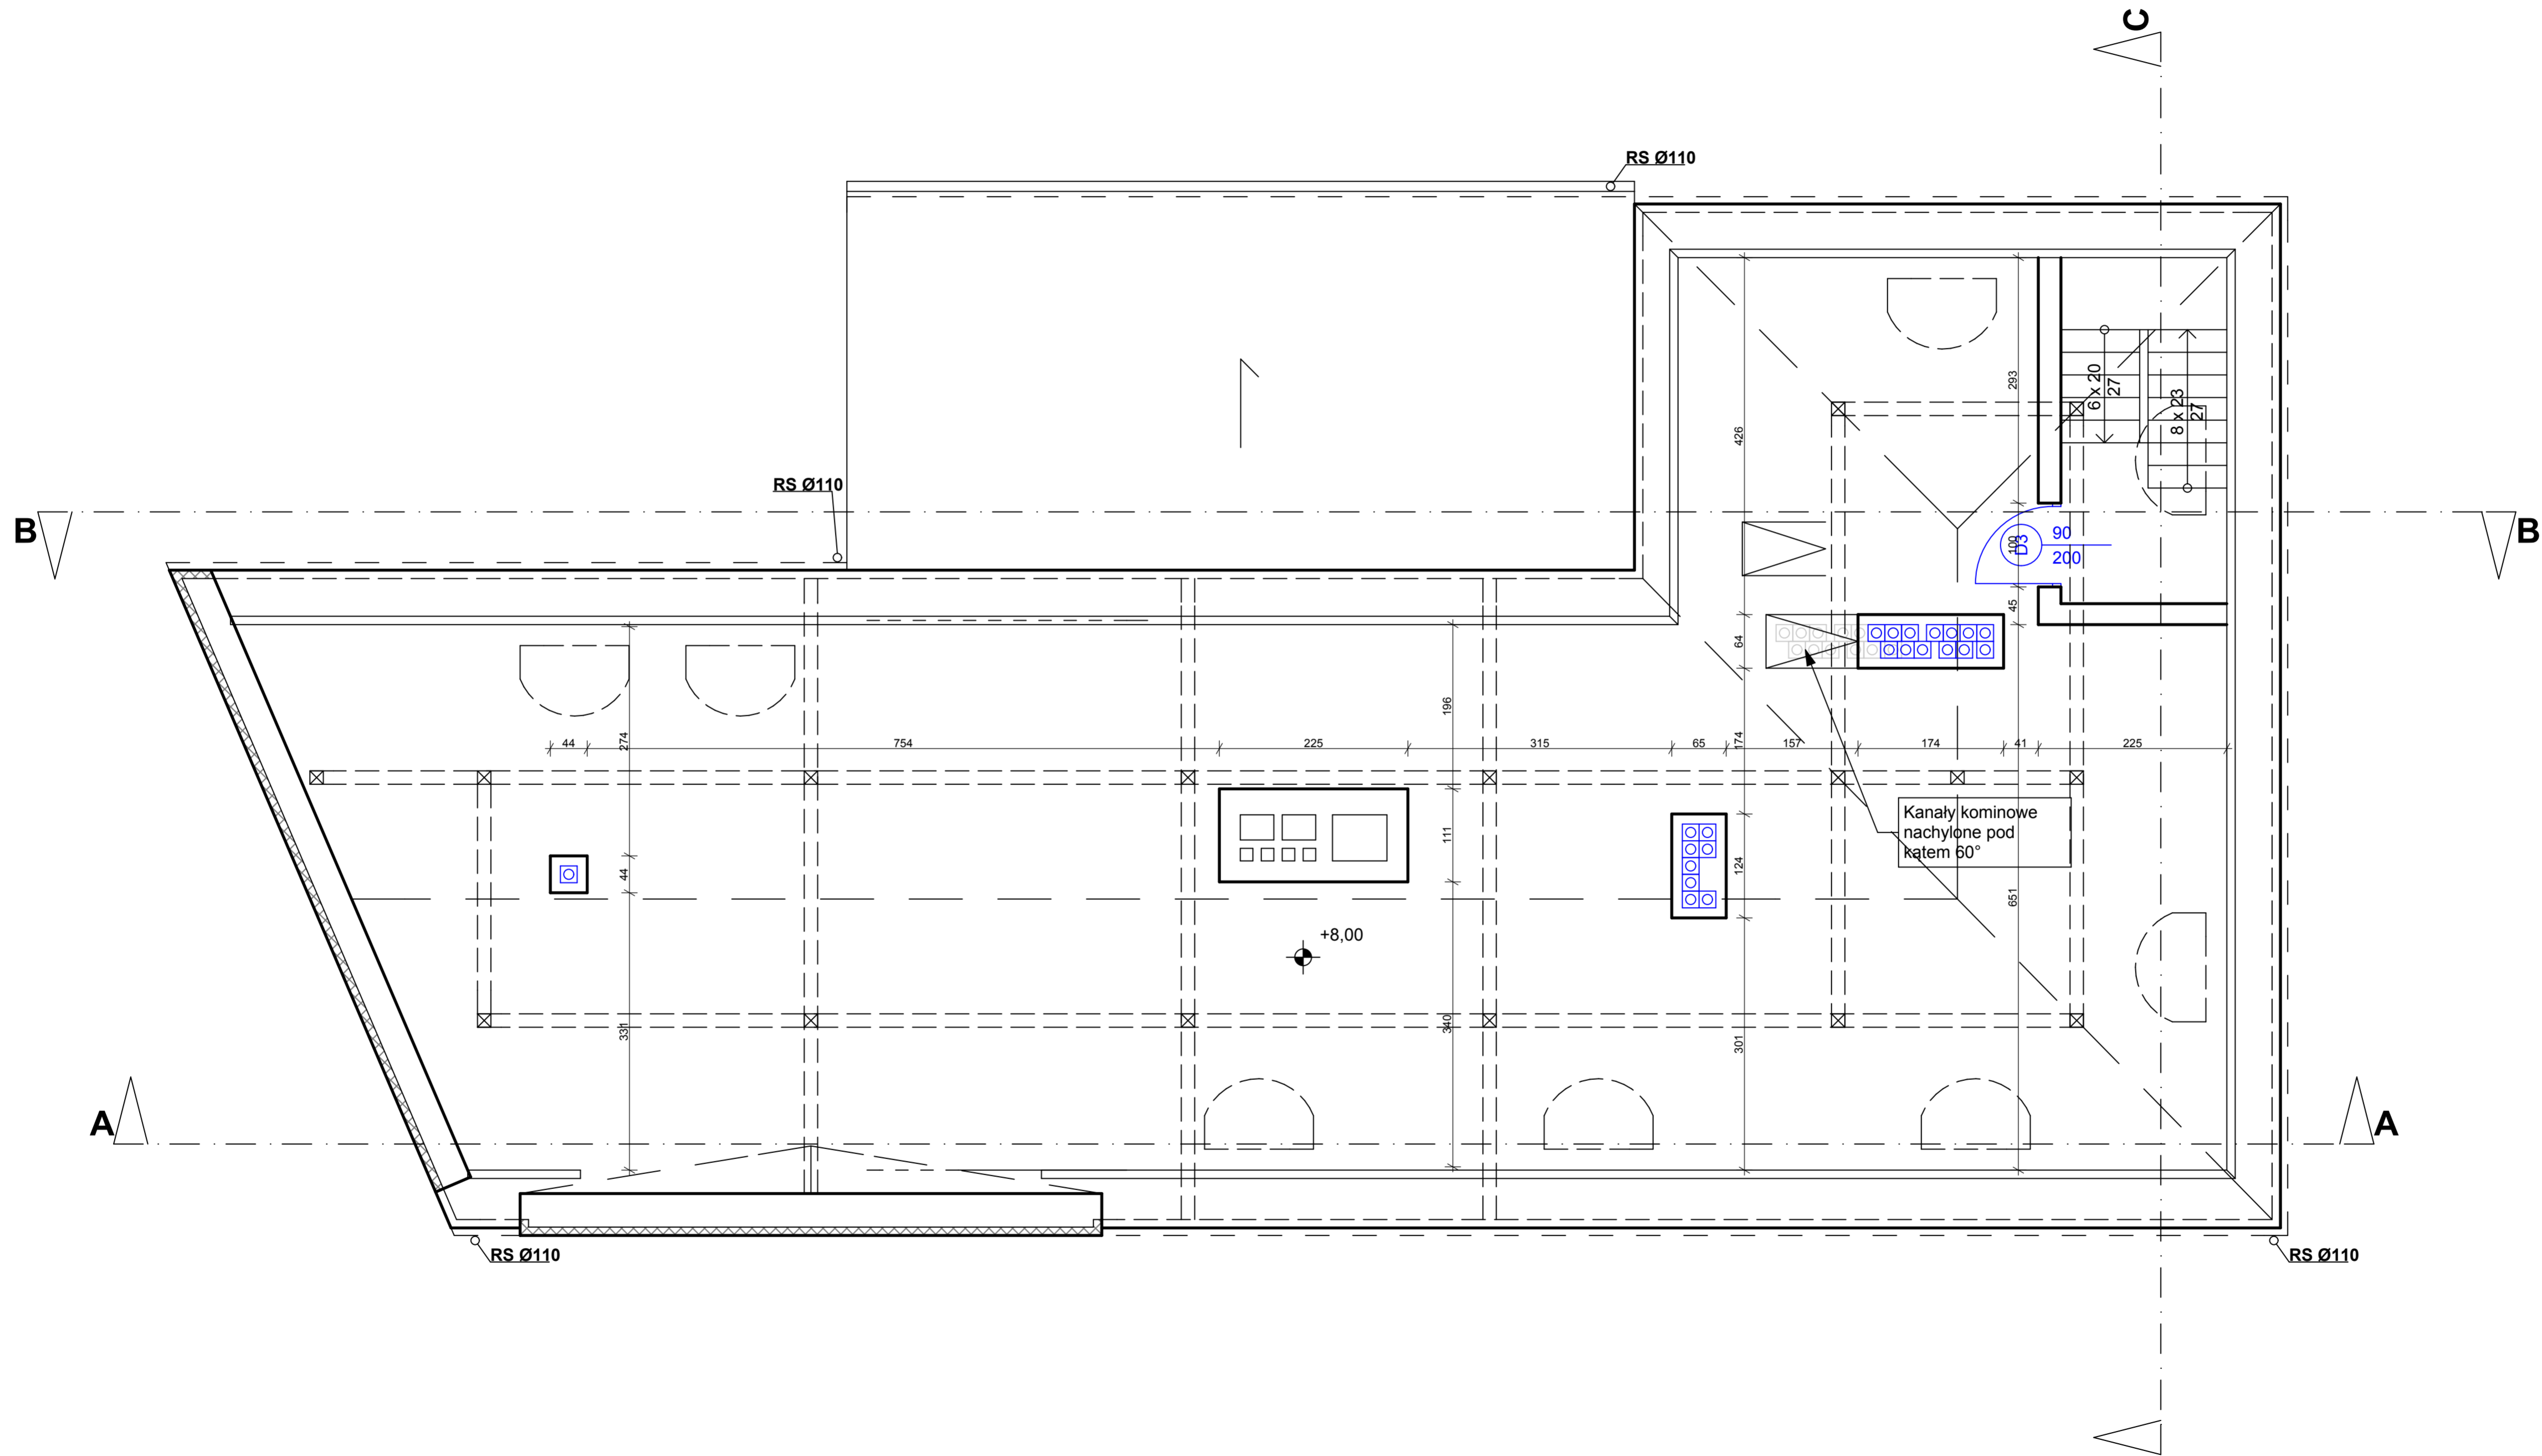 C
RS Ø110
RS Ø110
B
B
6 x 20
27
8 x 23
27
293
426
D3
90
200
100
45
64
196
274
44
754
225
315
65
174
157
174
41
225
Kanały kominowe
nachylone pod
kątem 60°
111
124
44
651
+8,00
331
340
301
A
A
RS Ø110
RS Ø110